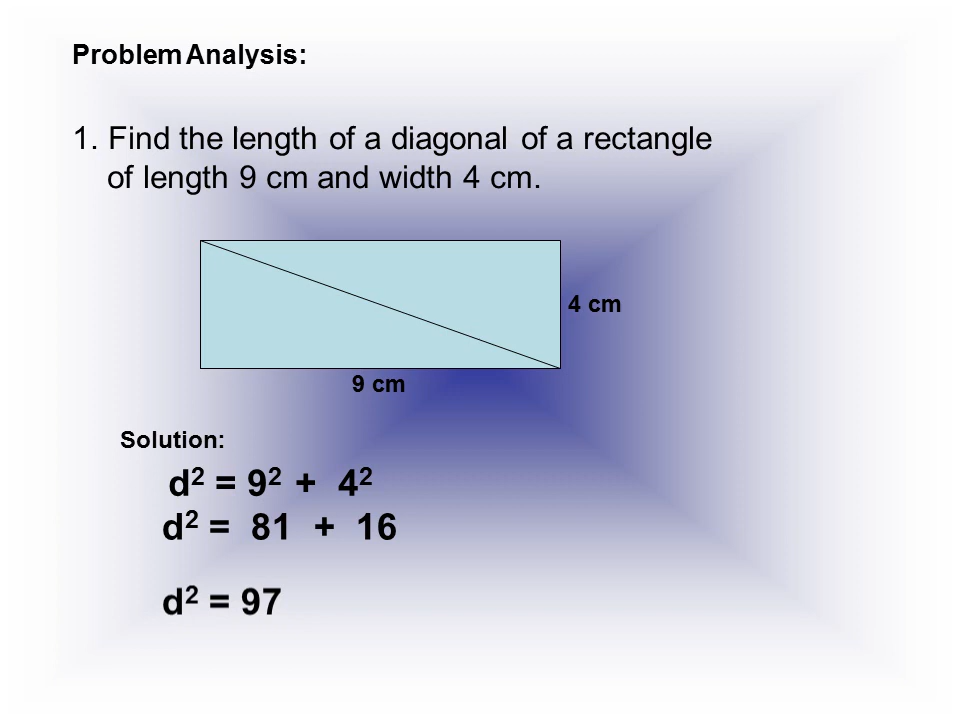 Problem Analysis:
1. Find the length of a diagonal of a rectangle
of length 9 cm and width 4 cm.
4 cm
9 cm
Solution:
d² = 9² + 4²
d² = 81 + 16
d² = 97